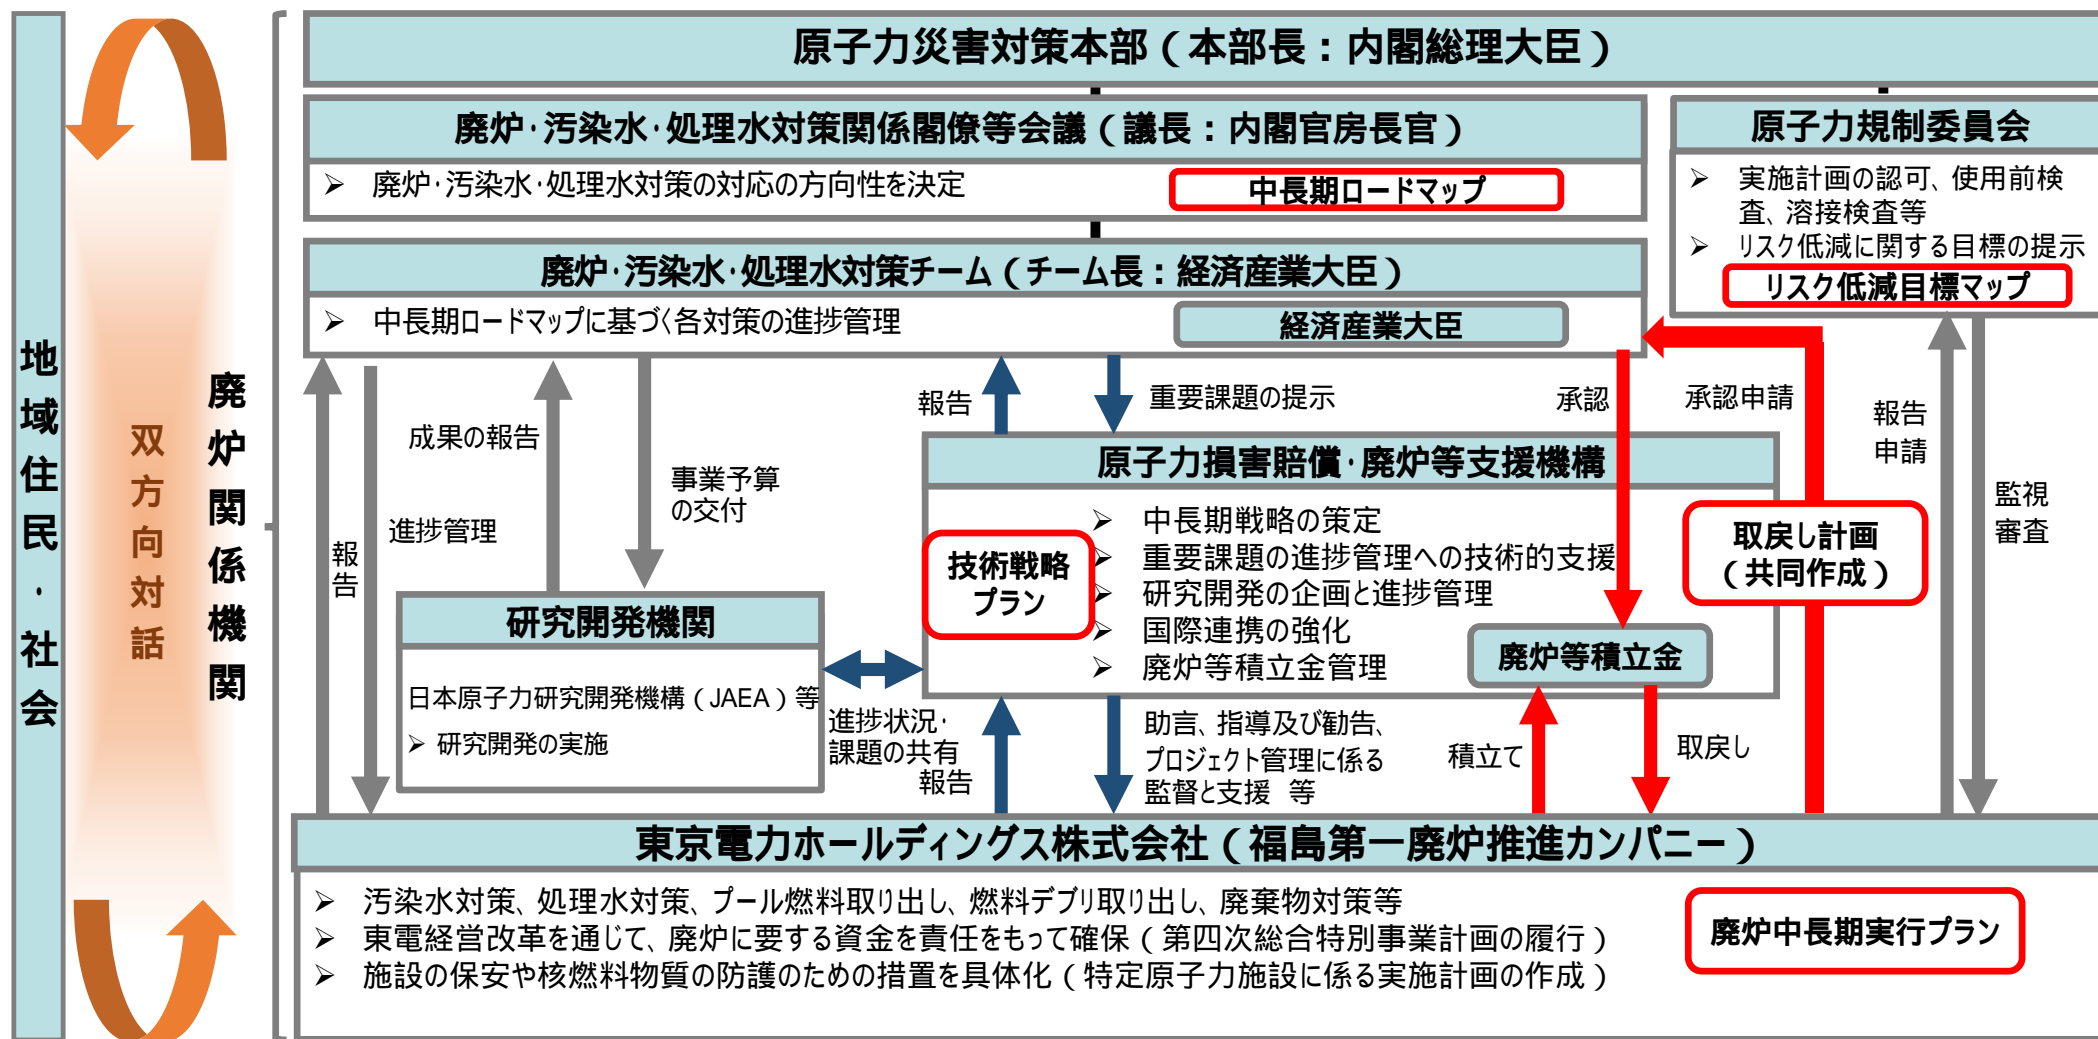 原子力災害対策本部（本部長：内閣総理大臣）
廃炉・汚染水・処理水対策関係閣僚等会議（議長：内閣官房長官）
➢ 廃炉・汚染水・処理水対策の対応の方向性を決定
中長期ロードマップ
原子力規制委員会
➢ 実施計画の認可、使用前検
査、溶接検査等
➢ リスク低減に関する目標の提示
リスク低減目標マップ
廃炉・汚染水・処理水対策チーム（チーム長：経済産業大臣）
➢ 中長期ロードマップに基づく各対策の進捗管理
経済産業大臣
地域住民・社会
双方向対話
廃炉関係機関
報告
進捗管理
成果の報告
事業予算
の交付
報告
重要課題の提示
承認
承認申請
報告
申請
監視
審査
原子力損害賠償・廃炉等支援機構
➢ 中長期戦略の策定
➢ 重要課題の進捗管理への技術的支援
➢ 研究開発の企画と進捗管理
➢ 国際連携の強化
➢ 廃炉等積立金管理
技術戦略
プラン
廃炉等積立金
取戻し計画
（共同作成）
研究開発機関
日本原子力研究開発機構（JAEA）等
➢ 研究開発の実施
進捗状況・
課題の共有
報告
助言、指導及び勧告、
プロジェクト管理に係る
監督と支援 等
積立て
取戻し
東京電力ホールディングス株式会社（福島第一廃炉推進カンパニー）
➢ 汚染水対策、処理水対策、プール燃料取り出し、燃料デブリ取り出し、廃棄物対策等
➢ 東電経営改革を通じて、廃炉に要する資金を責任をもって確保（第四次総合特別事業計画の履行）
➢ 施設の保安や核燃料物質の防護のための措置を具体化（特定原子力施設に係る実施計画の作成）
廃炉中長期実行プラン